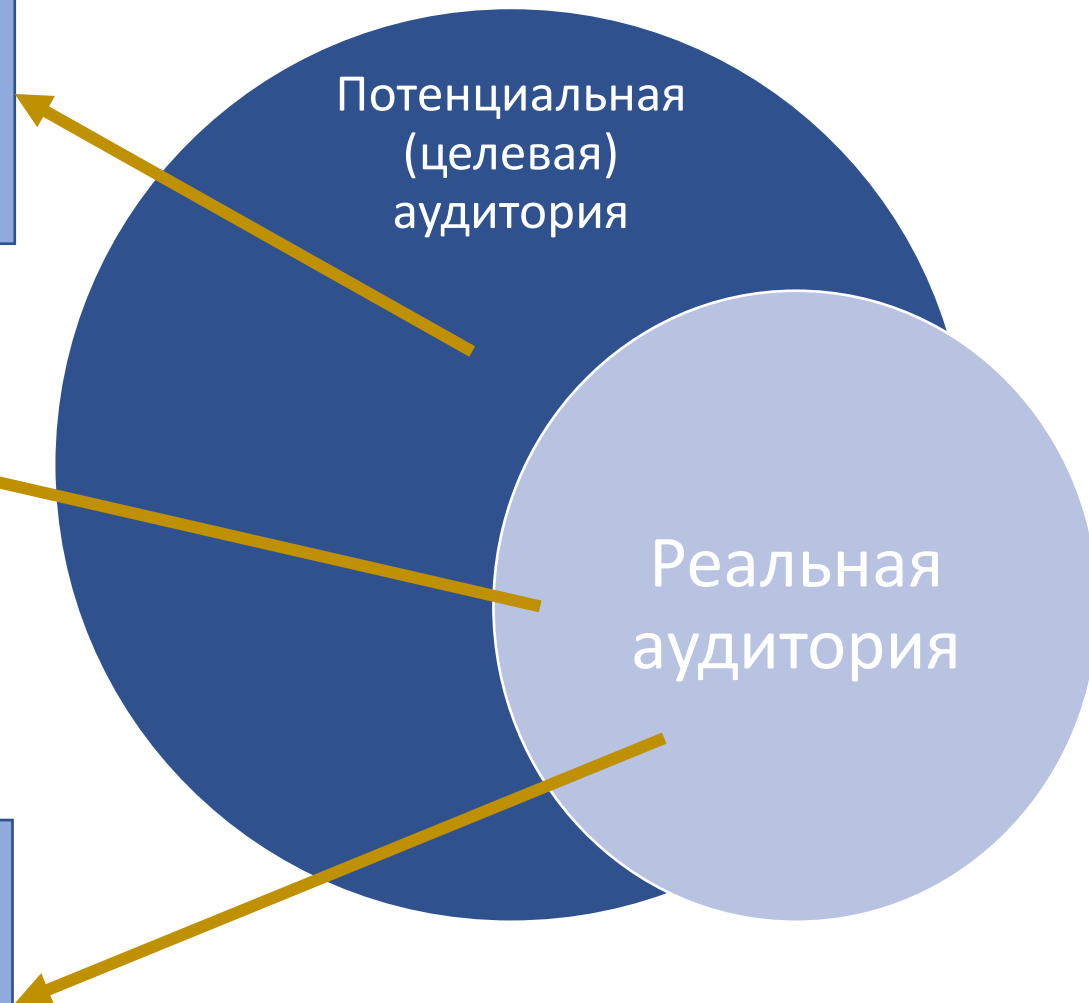 Потенциальная
(целевая)
аудитория
Реальная
аудитория